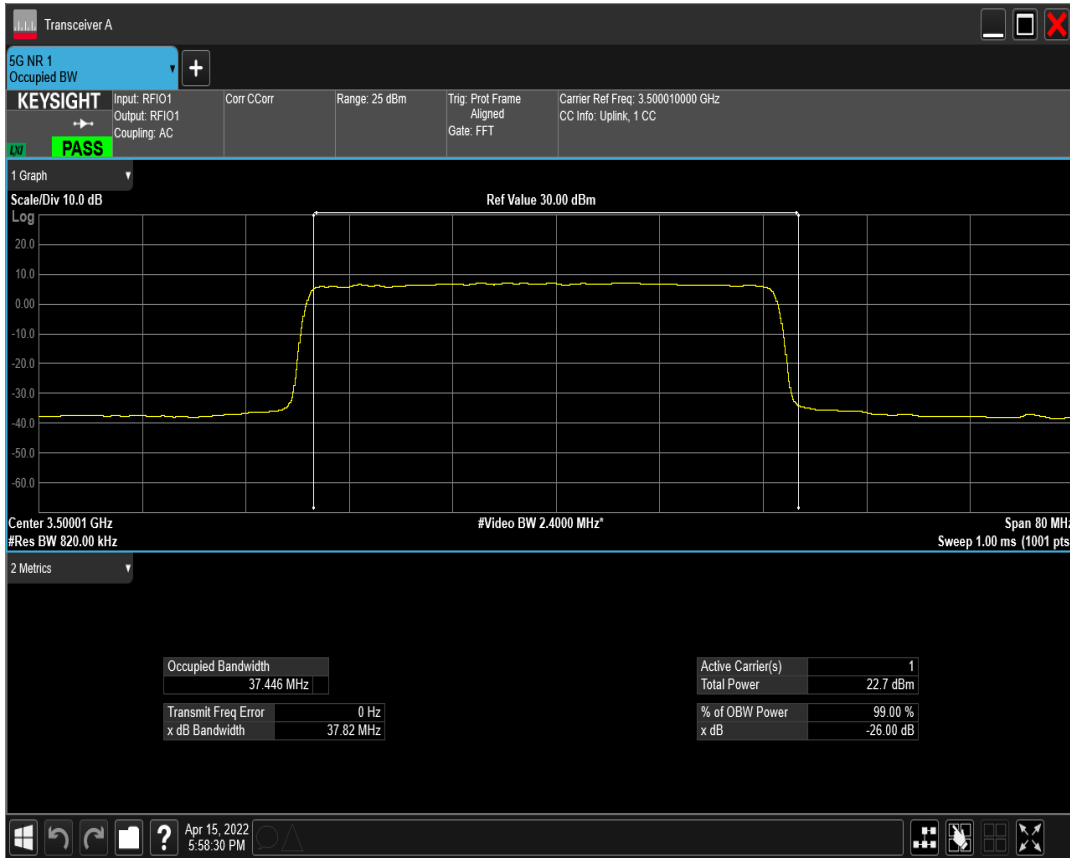 Transceiver A
5G NR 1
Occupied BW
KEYSIGHT
LXI
PASS
Input: RFIO1
Output: RFIO1
Coupling: AC
Corr CCorr
Range: 25 dBm
Trig: Prot Frame
Aligned
Gate: FFT
Carrier Ref Freq: 3.500010000 GHz
CC Info: Uplink, 1 CC
1 Graph
Scale/Div 10.0 dB
Ref Value 30.00 dBm
Log
20.0
10.0
0.00
-10.0
-20.0
-30.0
-40.0
-50.0
-60.0
Center 3.50001 GHz
#Video BW 2.4000 MHz*
Span 80 MHz
#Res BW 820.00 kHz
Sweep 1.00 ms (1001 pts
2 Metrics
Occupied Bandwidth
37.446 MHz
Transmit Freq Error 0 Hz
x dB Bandwidth 37.82 MHz
Active Carrier(s) 1
Total Power 22.7 dBm
% of OBW Power 99.00 %
x dB -26.00 dB
?
Apr 15, 2022
5:58:30 PM